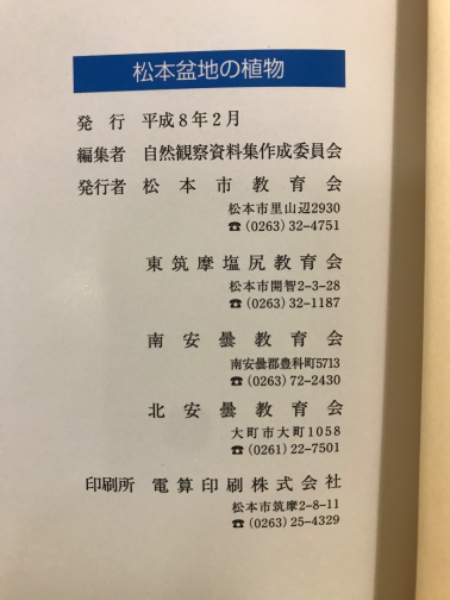 松本盆地の植物
発行 平成8年2月
編集者 自然観察資料集作成委員会
発行者 松本市教育会
松本市里山辺2930
☎(0263)32-4751
東筑摩塩尻教育会
松本市開智2-3-28
☎(0263)32-1187
南安曇教育会
南安曇郡豊科町5713
☎(0263)72-2430
北安曇教育会
大町市大町1058
☎(0261)22-7501
印刷所 電算印刷株式会社
松本市筑摩2-8-11
☎(0263)25-4329